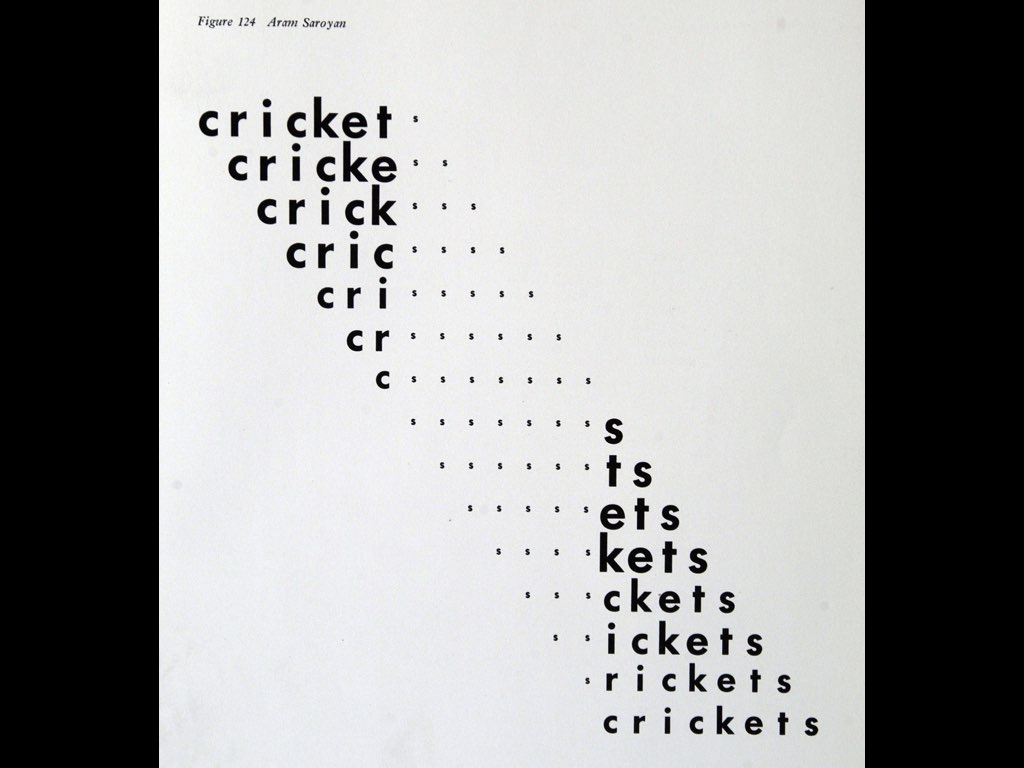 Figure 124 Aram Saroyan
cricket s
cricke s s
crick s s s
cric s s s s
cri s s s s s
cr s s s s s s
c s s s s s s s
s s s s s s s s
s s s s s s ts
s s s s s ets
s s s s kets
s s s ckets
s s ickets
s rickets
crickets